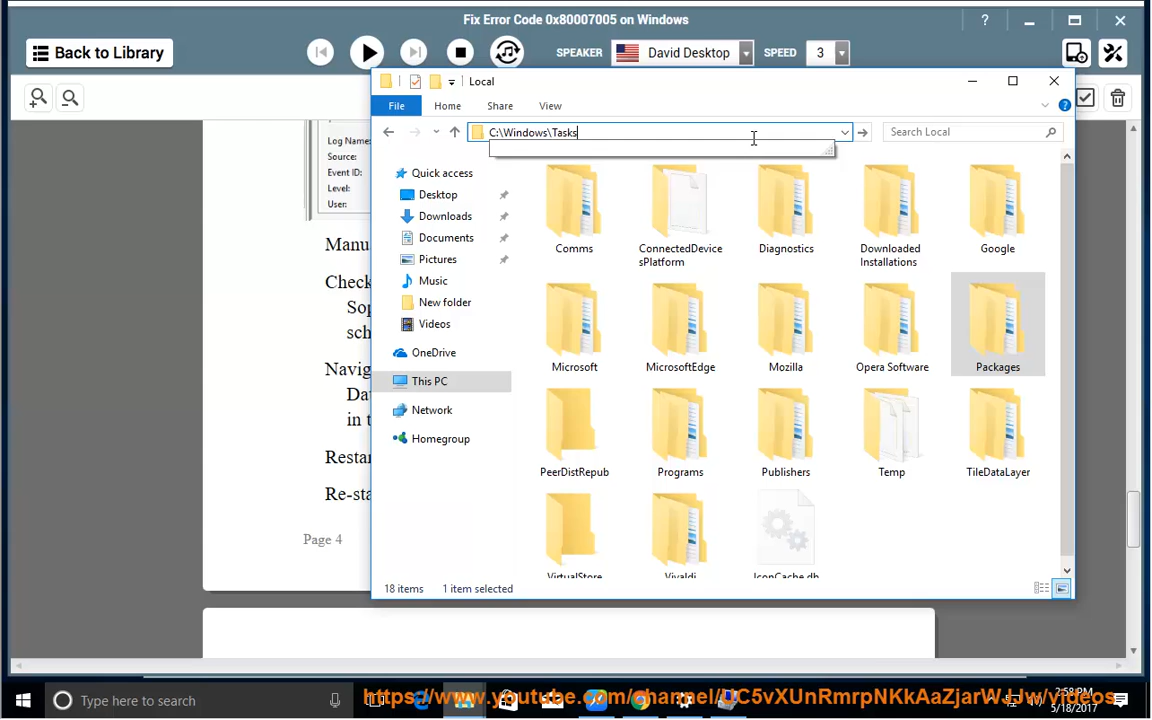 Fix Error Code 0x80007005 on Windows
Back to Library
SPEAKER
David Desktop
SPEED
3
Local
File
Home
Share
View
C:\Windows\Tasks
Search Local
Log Name:
Source:
Event ID:
Level:
User:
Manu
Check
Sop
sch
Navig
Dat
in t
Restar
Re-sta
Page 4
Quick access
Desktop
Downloads
Documents
Pictures
Music
New folder
Videos
OneDrive
This PC
Network
Homegroup
Comms
ConnectedDevice
sPlatform
Diagnostics
Downloaded
Installations
Google
Microsoft
MicrosoftEdge
Mozilla
Opera Software
Packages
PeerDistRepub
Programs
Publishers
Temp
TileDataLayer
VirtualStore
Vivaldi
IconCache.db
18 items
1 item selected
Type here to search
2:58 PM
5/18/2017